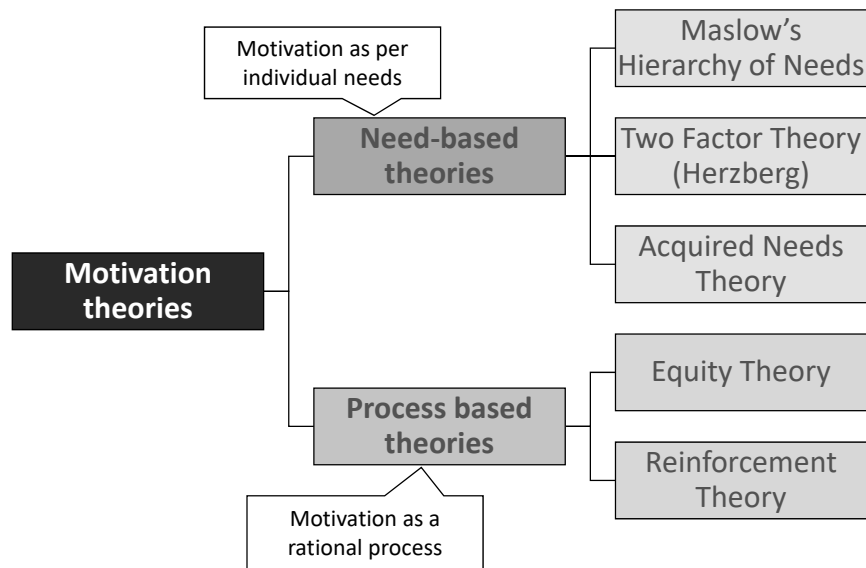 Motivation as per
individual needs
Maslow’s
Hierarchy of Needs
Need-based
theories
Two Factor Theory
(Herzberg)
Acquired Needs
Theory
Motivation
theories
Process based
theories
Equity Theory
Reinforcement
Theory
Motivation as a
rational process